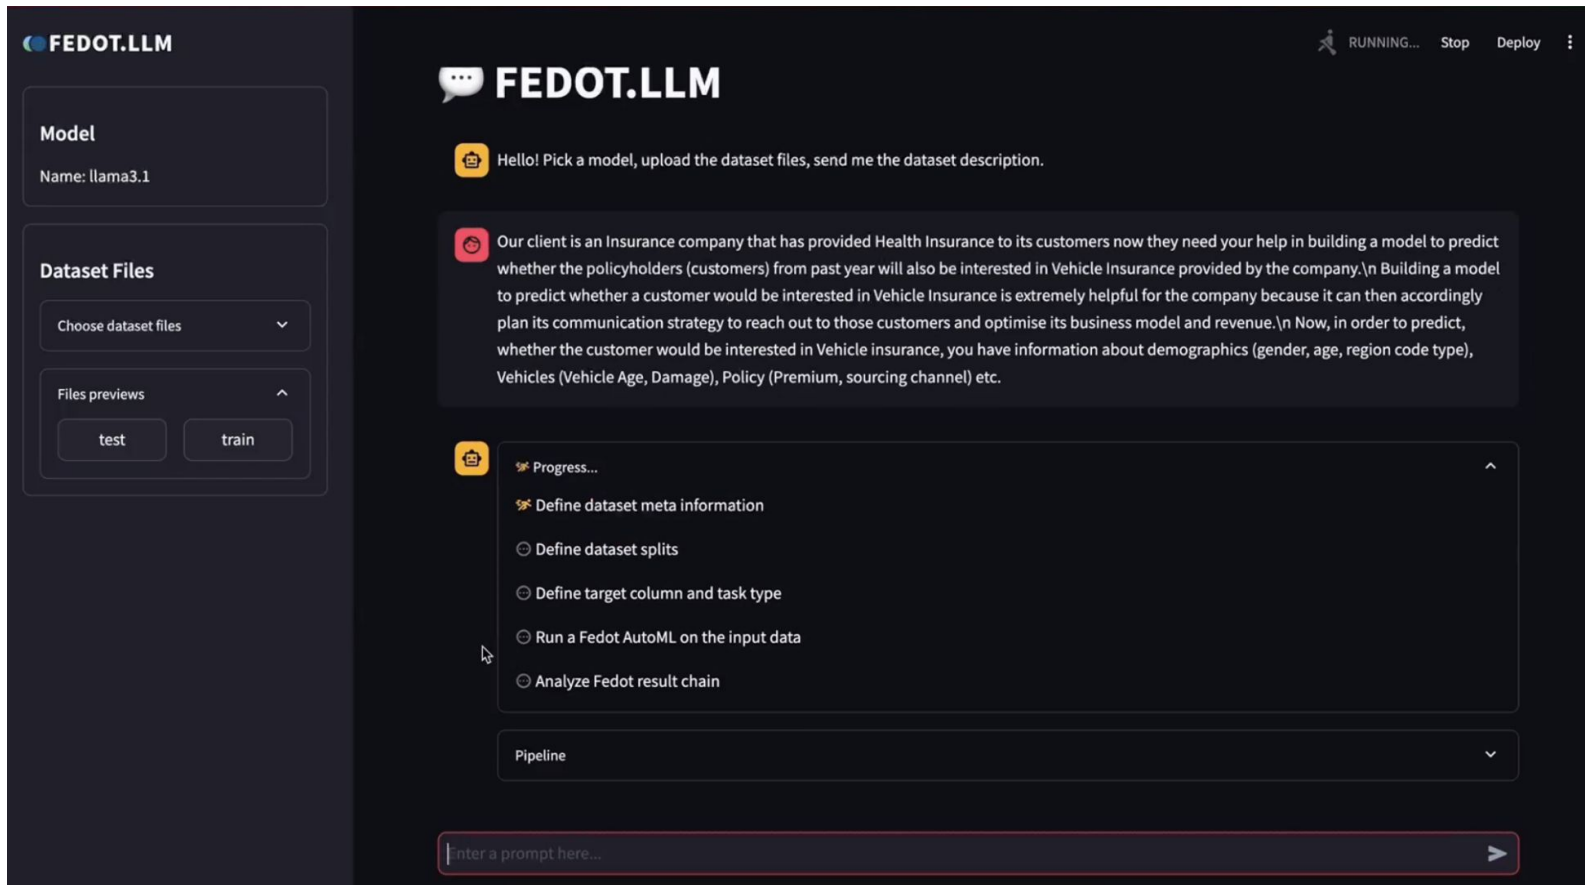 FEDOT.LLM
RUNNING...
Stop
Deploy
Model
Name: llama3.1
Dataset Files
Choose dataset files
Files previews
test
train
FEDOT.LLM
Hello! Pick a model, upload the dataset files, send me the dataset description.
Our client is an Insurance company that has provided Health Insurance to its customers now they need your help in building a model to predict
whether the policyholders (customers) from past year will also be interested in Vehicle Insurance provided by the company.\n Building a model
to predict whether a customer would be interested in Vehicle Insurance is extremely helpful for the company because it can then accordingly
plan its communication strategy to reach out to those customers and optimise its business model and revenue.\n Now, in order to predict,
whether the customer would be interested in Vehicle insurance, you have information about demographics (gender, age, region code type),
Vehicles (Vehicle Age, Damage), Policy (Premium, sourcing channel) etc.
Progress...
Define dataset meta information
Define dataset splits
Define target column and task type
Run a Fedot AutoML on the input data
Analyze Fedot result chain
Pipeline
Enter a prompt here...